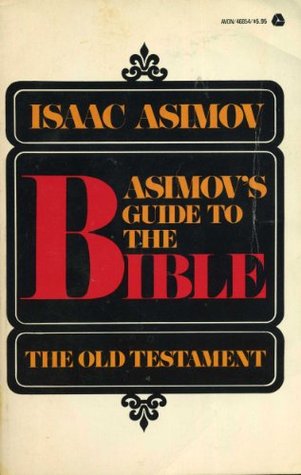 AVON/46854/$5.95
ISAAC ASIMOV
ASIMOV'S
GUIDE TO
THE
BIBLE
THE OLD TESTAMENT